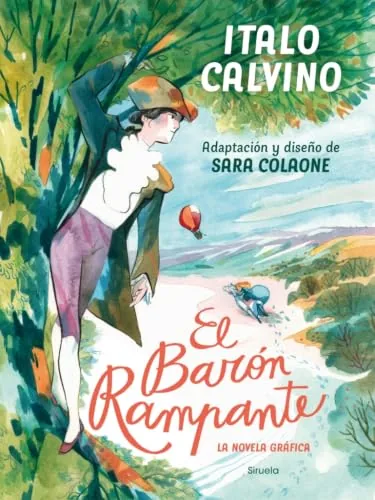 ITALO
CALVINO
Adaptación y diseño de
SARA COLAONE
El
Barón
Rampante
LA NOVELA GRÁFICA
Siruela